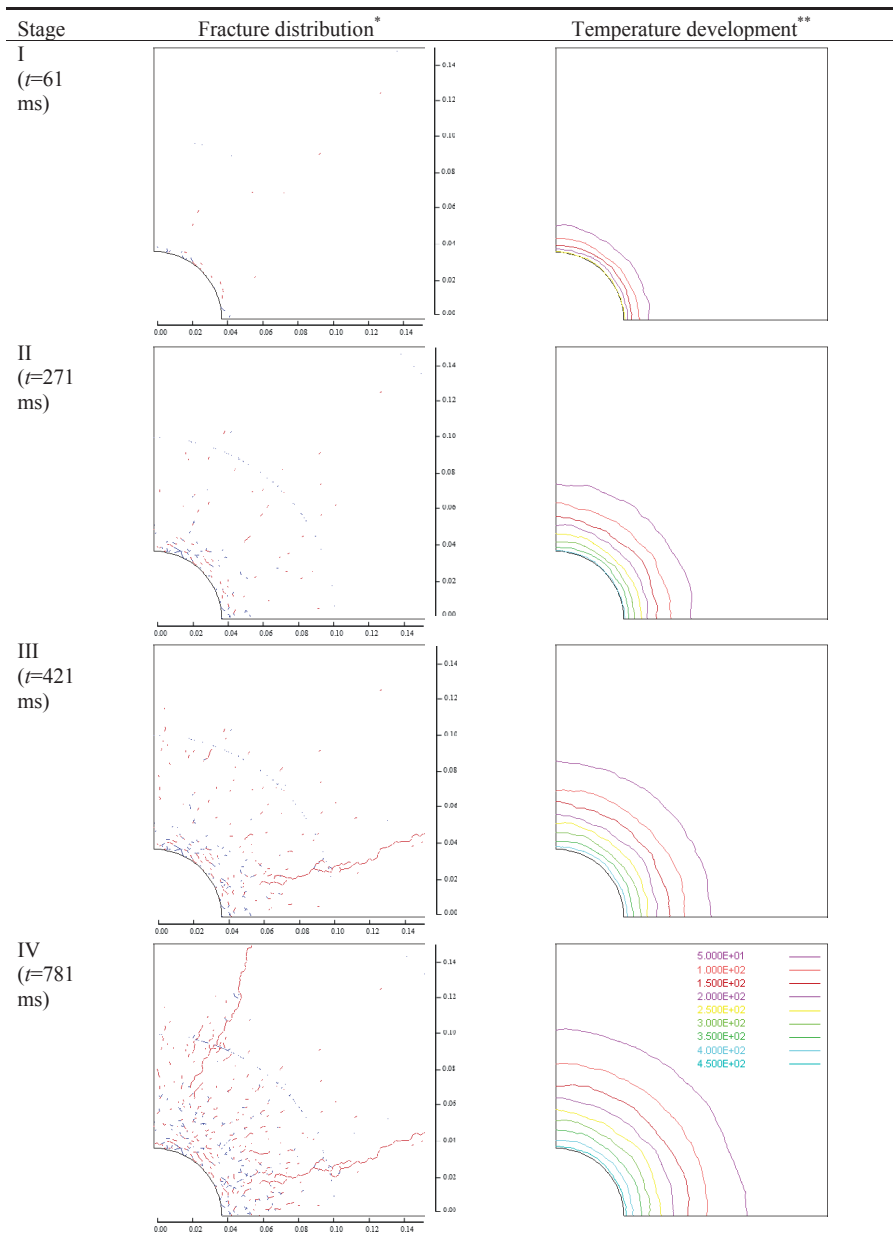 Stage Fracture distribution* Temperature development**
I
(t=61
ms)
0.14
0.10
0.08
0.06
0.04
0.02
0.00
0.00 0.02 0.04 0.06 0.08 0.10 0.12 0.14
II
(t=271
ms)
0.14
0.12
0.10
0.08
0.06
0.04
0.02
0.00
0.00 0.02 0.04 0.06 0.08 0.10 0.12 0.14
III
(t=421
ms)
0.14
0.12
0.10
0.08
0.06
0.04
0.02
0.00
0.00 0.02 0.04 0.06 0.08 0.10 0.12 0.14
IV
(t=781
ms)
0.14
0.12
0.10
0.08
0.06
0.04
0.02
0.00
0.00 0.02 0.04 0.06 0.08 0.10 0.12 0.14
5.000E+01
1.000E+02
1.500E+02
2.000E+02
2.500E+02
3.000E+02
3.500E+02
4.000E+02
4.500E+02